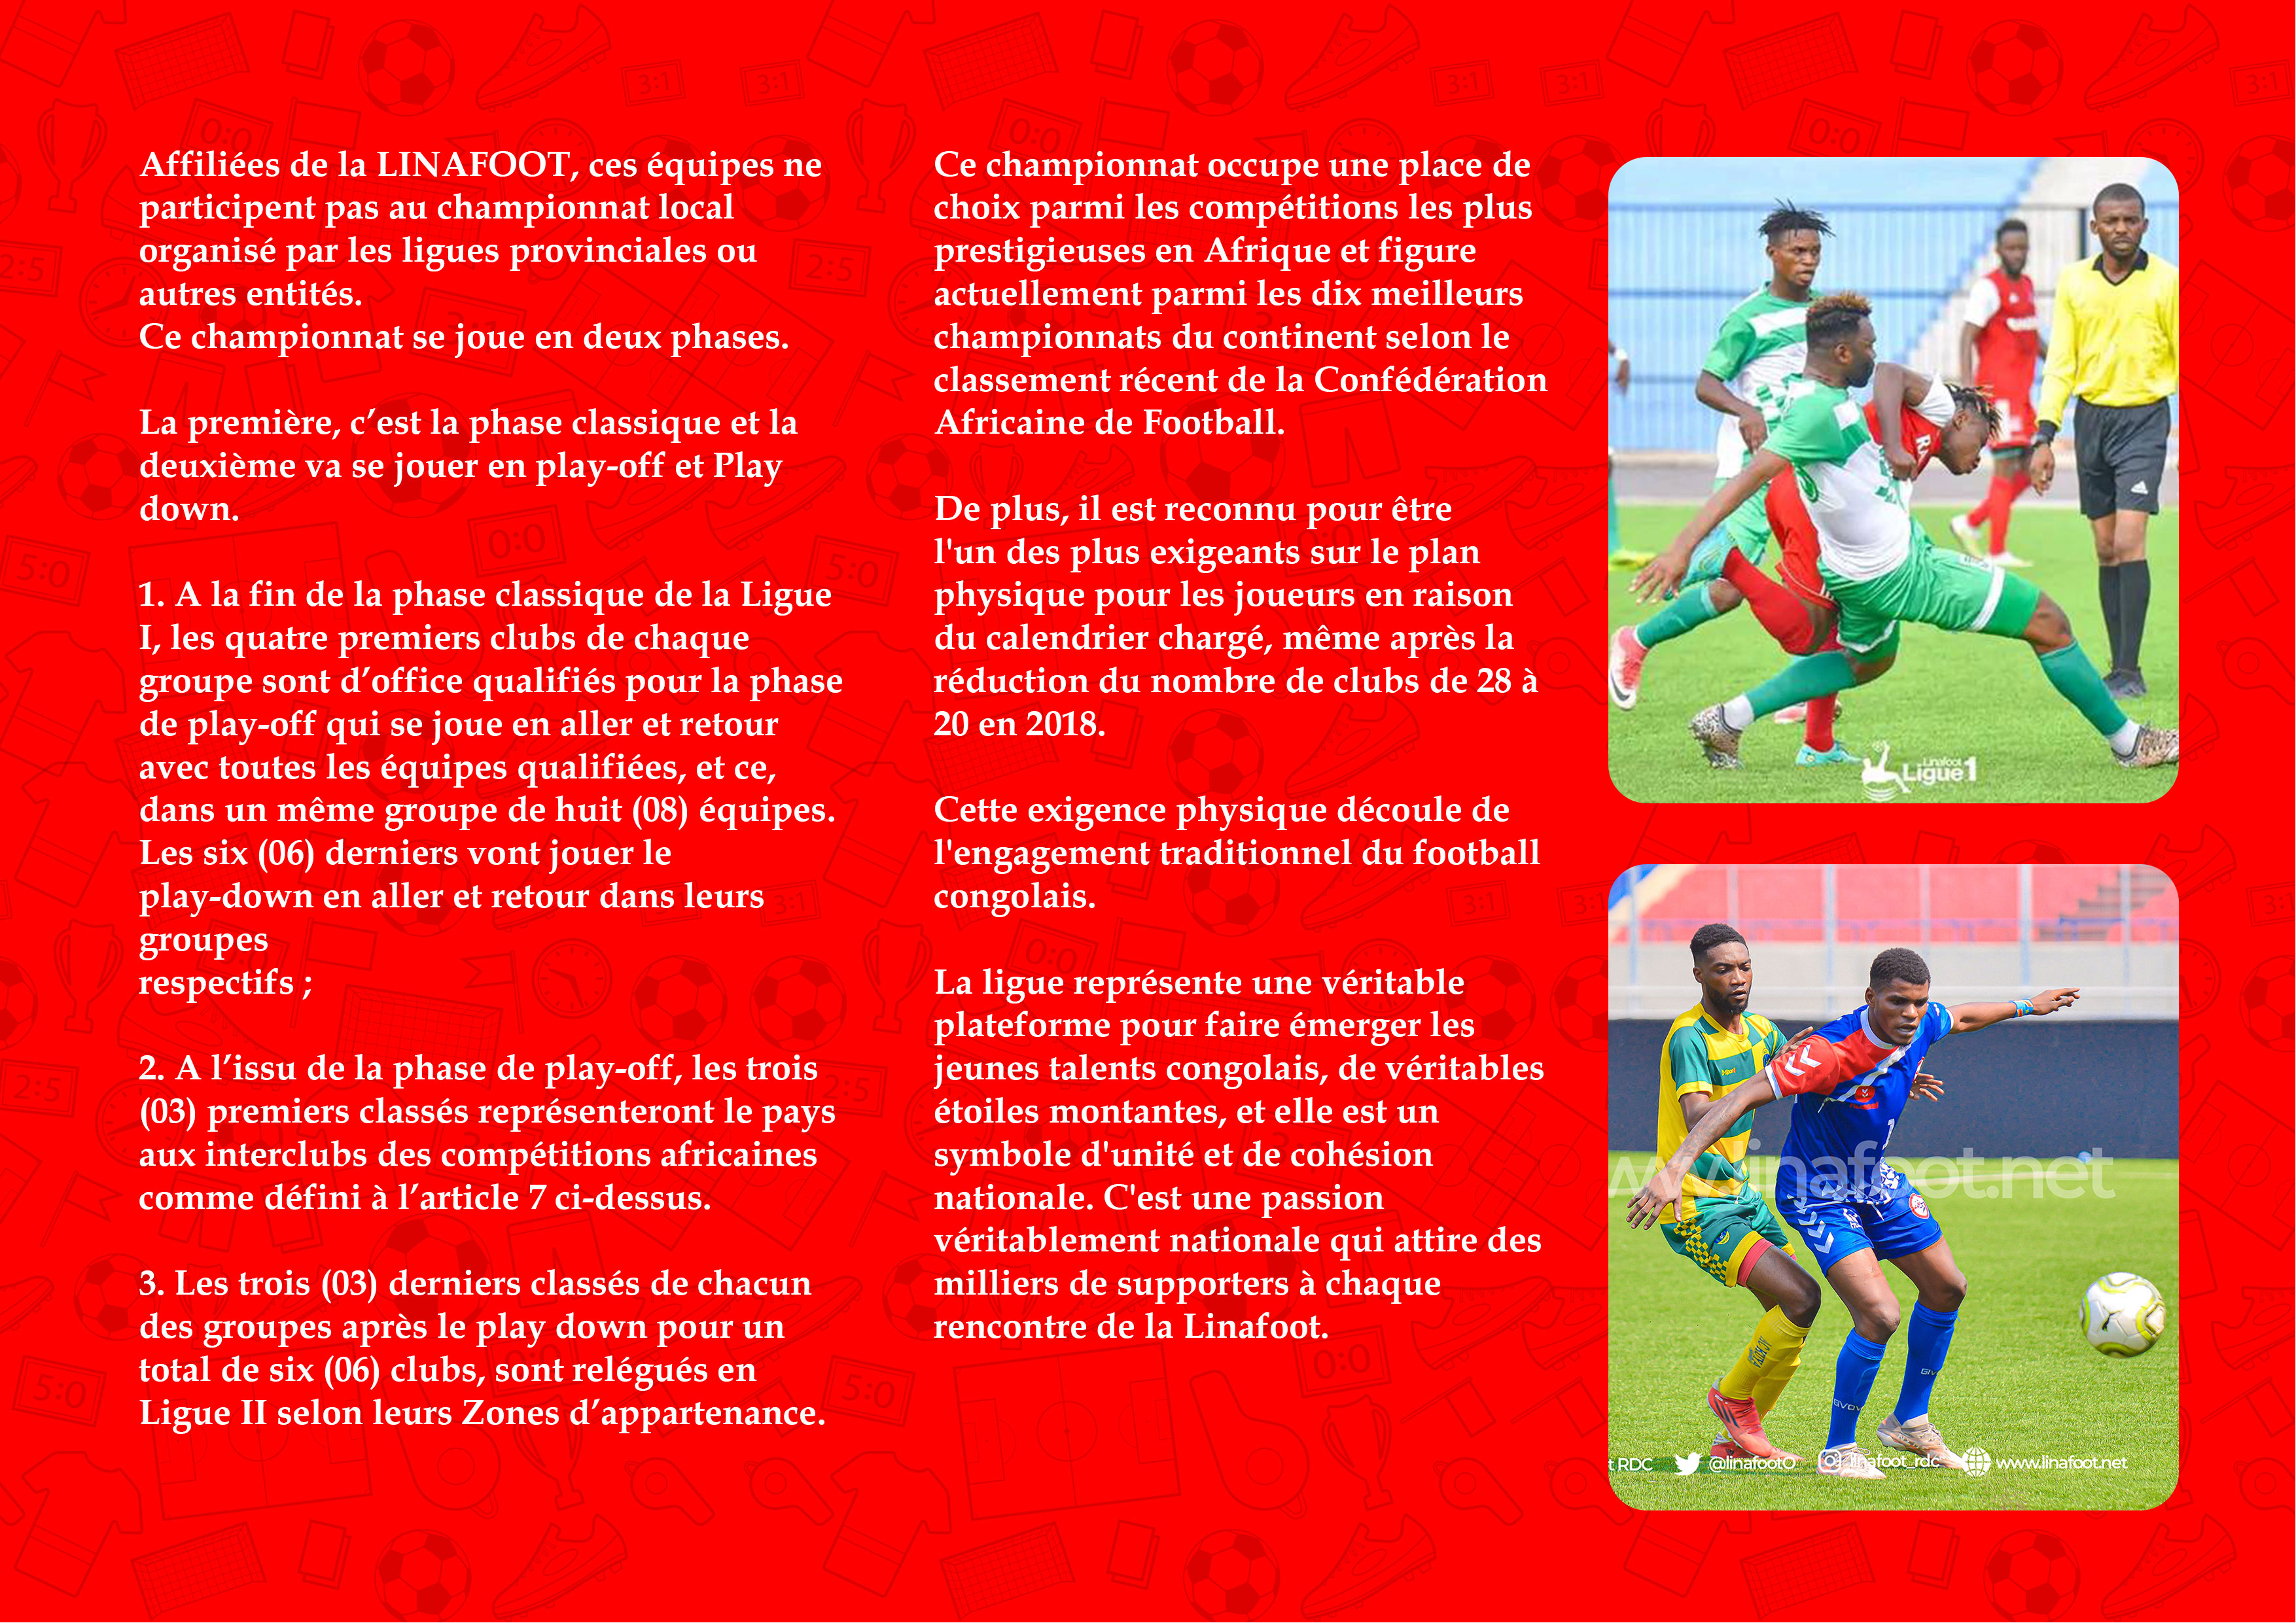 Affiliées de la LINAFOOT, ces équipes ne
participent pas au championnat local
organisé par les ligues provinciales ou
autres entités.
Ce championnat se joue en deux phases.
La première, c’est la phase classique et la
deuxième va se jouer en play-off et Play
down.
1. A la fin de la phase classique de la Ligue
I, les quatre premiers clubs de chaque
groupe sont d’office qualifiés pour la phase
de play-off qui se joue en aller et retour
avec toutes les équipes qualifiées, et ce,
dans un même groupe de huit (08) équipes.
Les six (06) derniers vont jouer le
play-down en aller et retour dans leurs
groupes
respectifs ;
2. A l’issu de la phase de play-off, les trois
(03) premiers classés représenteront le pays
aux interclubs des compétitions africaines
comme défini à l’article 7 ci-dessus.
3. Les trois (03) derniers classés de chacun
des groupes après le play down pour un
total de six (06) clubs, sont relégués en
Ligue II selon leurs Zones d’appartenance.
Ce championnat occupe une place de
choix parmi les compétitions les plus
prestigieuses en Afrique et figure
actuellement parmi les dix meilleurs
championnats du continent selon le
classement récent de la Confédération
Africaine de Football.
De plus, il est reconnu pour être
l'un des plus exigeants sur le plan
physique pour les joueurs en raison
du calendrier chargé, même après la
réduction du nombre de clubs de 28 à
20 en 2018.
Cette exigence physique découle de
l'engagement traditionnel du football
congolais.
La ligue représente une véritable
plateforme pour faire émerger les
jeunes talents congolais, de véritables
étoiles montantes, et elle est un
symbole d'unité et de cohésion
nationale. C'est une passion
véritablement nationale qui attire des
milliers de supporters à chaque
rencontre de la Linafoot.
Linafoot
Ligue 1
www.linafoot.net
t RDC @linafootO linafoot_rdc www.linafoot.net